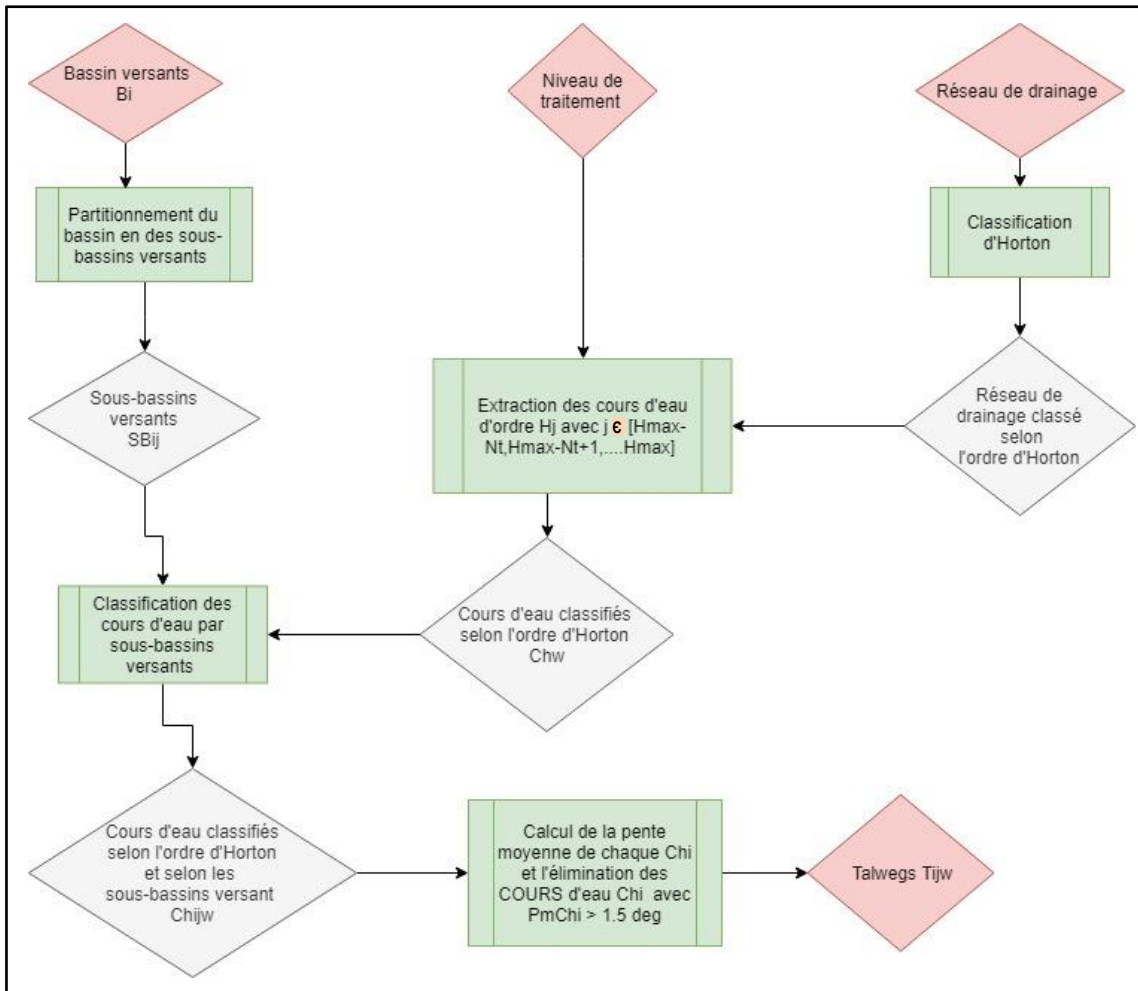 Bassin versants
Bi
Niveau de
traitement
Réseau de drainage
Partitionnement du
bassin en des sous-
bassins versants
Classification
d'Horton
Sous-bassins
versants
SBij
Extraction des cours d'eau
d'ordre Hj avec j є [Hmax-
Nt,Hmax-Nt+1,....Hmax]
Réseau de
drainage classé
selon
l'ordre d'Horton
Classification des
cours d'eau par
sous-bassins
versants
Cours d'eau classifiés
selon l'ordre d'Horton
Chw
Cours d'eau classifiés
selon l'ordre d'Horton
et selon les
sous-bassins versant
Chijw
Calcul de la pente
moyenne de chaque Chi
et l'élimination des
COURS d'eau Chi avec
PmChi > 1.5 deg
Talwegs Tijw